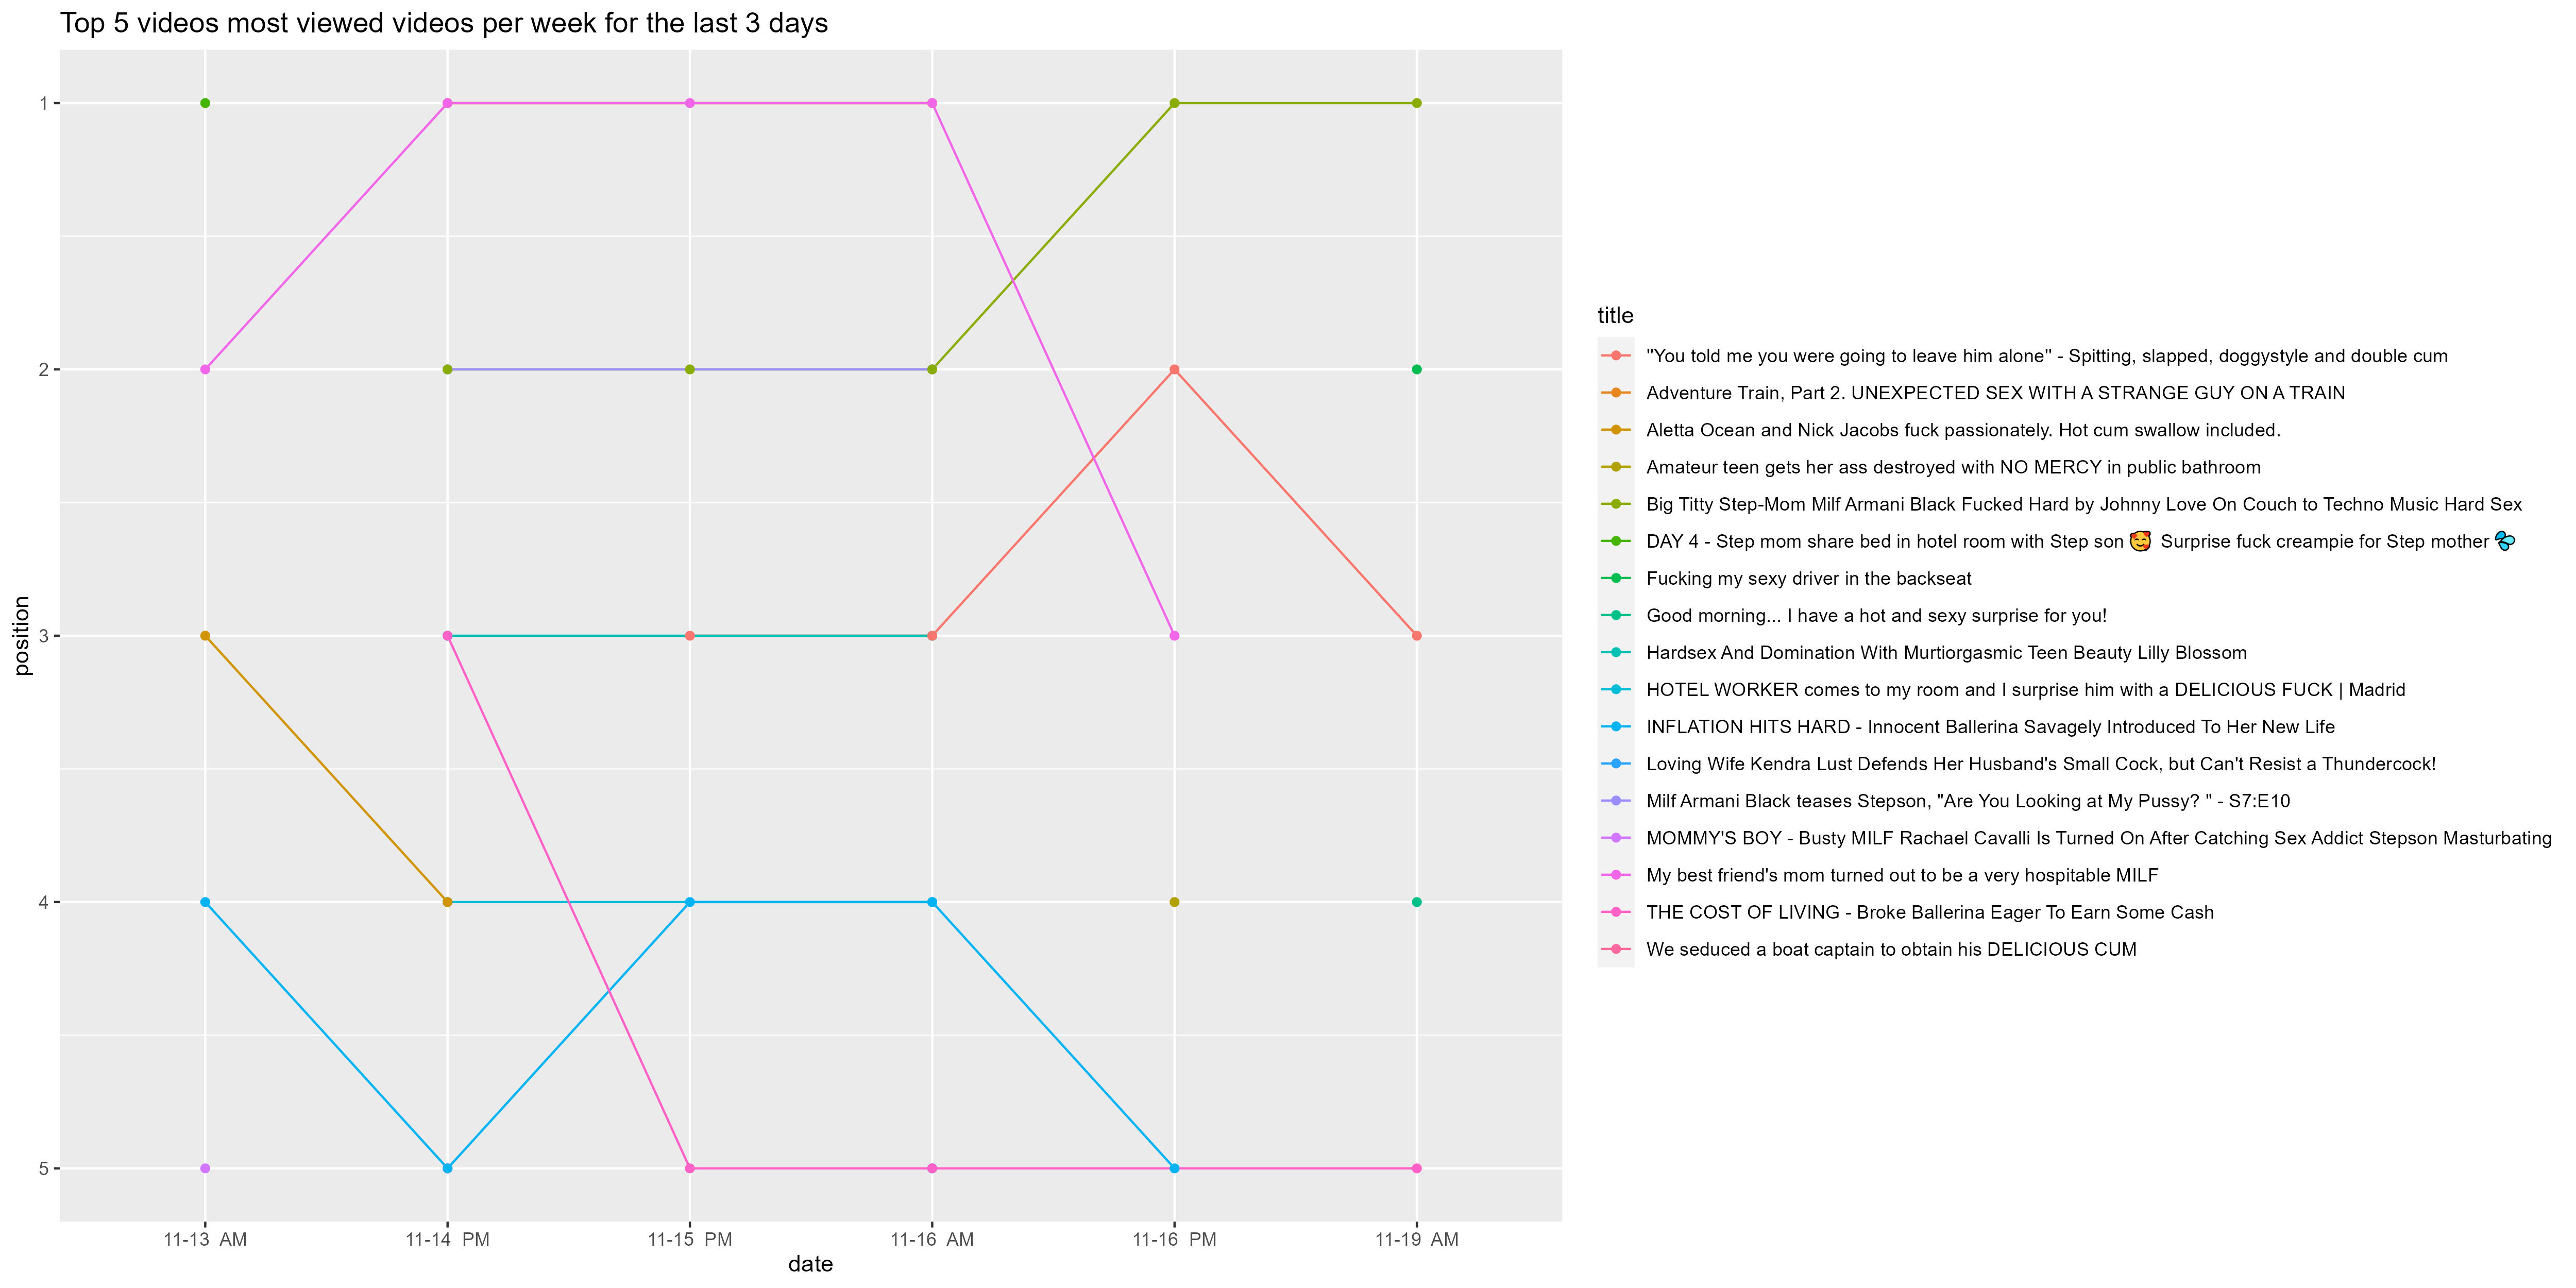 Top 5 videos most viewed videos per week for the last 3 days
1
2
3
4
5
position
11-13 AM
11-14 PM
11-15 PM
11-16 AM
11-16 PM
11-19 AM
date
title
"You told me you were going to leave him alone" - Spitting, slapped, doggystyle and double cum
Adventure Train, Part 2. UNEXPECTED SEX WITH A STRANGE GUY ON A TRAIN
Aletta Ocean and Nick Jacobs fuck passionately. Hot cum swallow included.
Amateur teen gets her ass destroyed with NO MERCY in public bathroom
Big Titty Step-Mom Milf Armani Black Fucked Hard by Johnny Love On Couch to Techno Music Hard Sex
DAY 4 - Step mom share bed in hotel room with Step son 🥰 Surprise fuck creampie for Step mother 💦
Fucking my sexy driver in the backseat
Good morning... I have a hot and sexy surprise for you!
Hardsex And Domination With Murtiorgasmic Teen Beauty Lilly Blossom
HOTEL WORKER comes to my room and I surprise him with a DELICIOUS FUCK | Madrid
INFLATION HITS HARD - Innocent Ballerina Savagely Introduced To Her New Life
Loving Wife Kendra Lust Defends Her Husband's Small Cock, but Can't Resist a Thundercock!
Milf Armani Black teases Stepson, "Are You Looking at My Pussy? " - S7:E10
MOMMY'S BOY - Busty MILF Rachael Cavalli Is Turned On After Catching Sex Addict Stepson Masturbating
My best friend's mom turned out to be a very hospitable MILF
THE COST OF LIVING - Broke Ballerina Eager To Earn Some Cash
We seduced a boat captain to obtain his DELICIOUS CUM